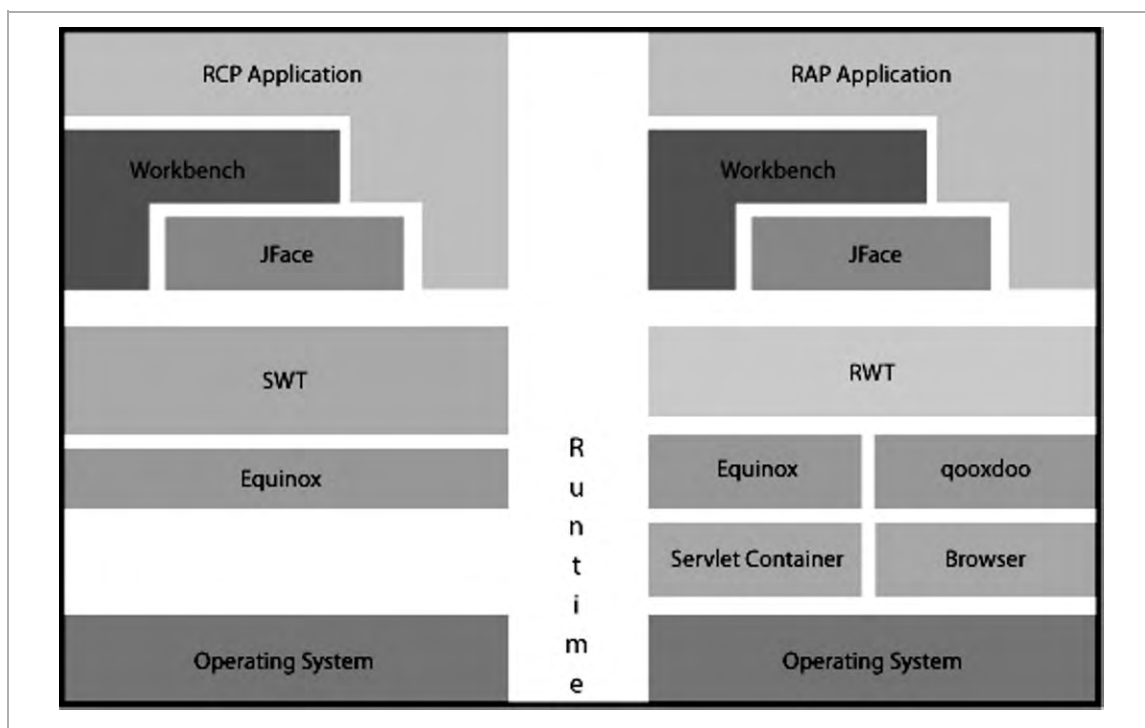 RCP Application
Workbench
JFace
SWT
Equinox
Operating System
Runtime
RAP Application
Workbench
JFace
RWT
Equinox
qooxdoo
Servlet Container
Browser
Operating System